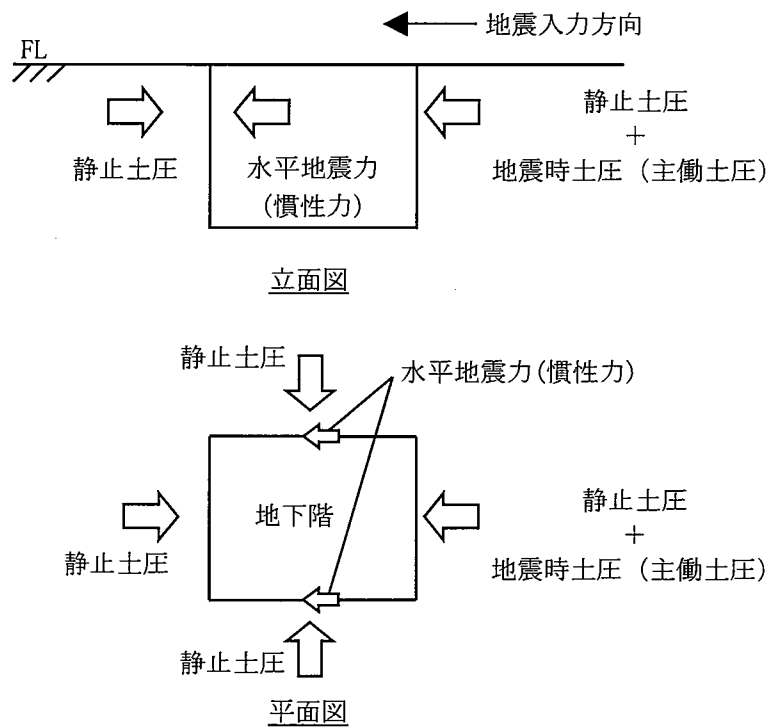 地震入力方向
FL
静止土圧
水平地震力
(慣性力)
静止土圧
+
地震時土圧(主働土圧)
立面図
静止土圧
水平地震力(慣性力)
地下階
静止土圧
静止土圧
+
地震時土圧(主働土圧)
静止土圧
平面図